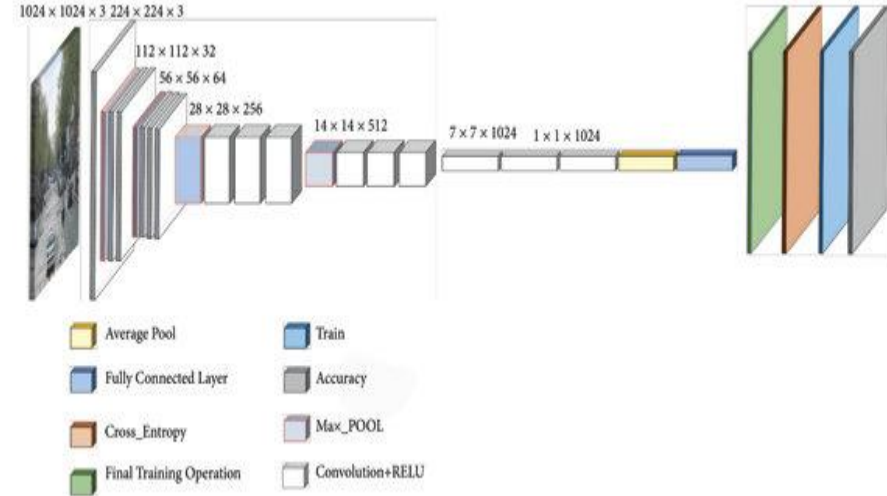 1024 × 1024 × 3 224 × 224 × 3
112 × 112 × 32
56 × 56 × 64
28 × 28 × 256
14 × 14 × 512
7 × 7 × 1024 1 × 1 × 1024
Average Pool
Train
Fully Connected Layer
Accuracy
Cross_Entropy
Max_POOL
Final Training Operation
Convolution+RELU